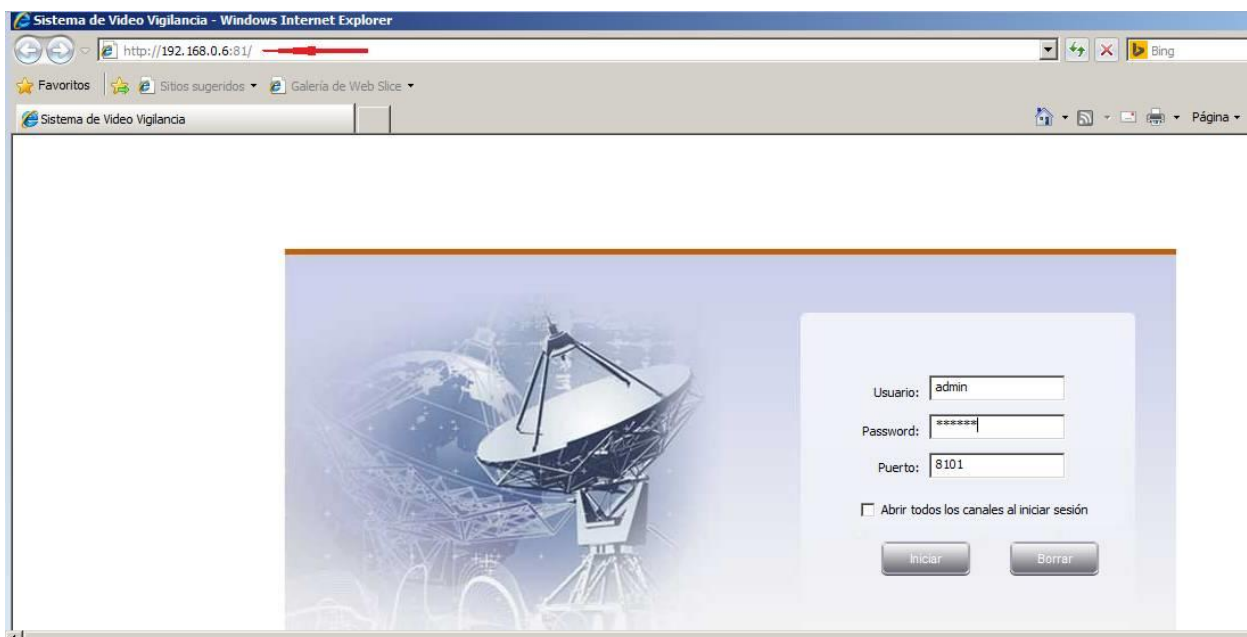 Sistema de Video Vigilancia - Windows Internet Explorer
http://192.168.0.6:81/
Bing
Favoritos Sitios sugeridos Galería de Web Slice
Sistema de Video Vigilancia
Página
Usuario: admin
Password: ******
Puerto: 8101
Abrir todos los canales al iniciar sesión
Iniciar Borrar